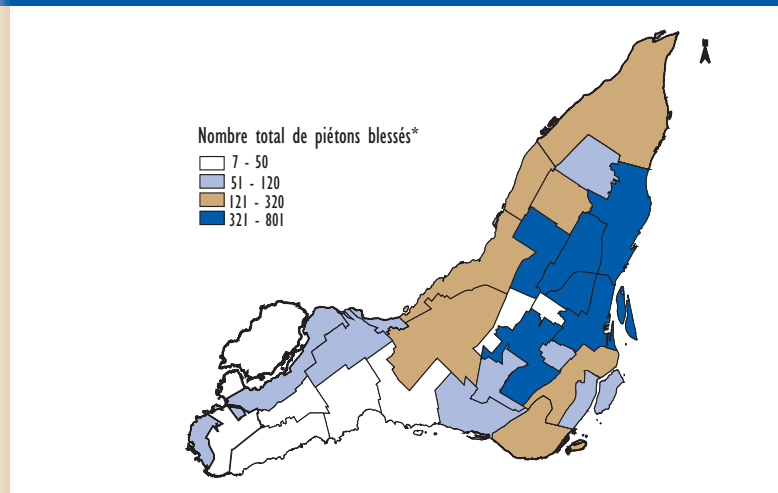 Nombre total de piétons blessés*
7 - 50
51 - 120
121 - 320
321 - 801